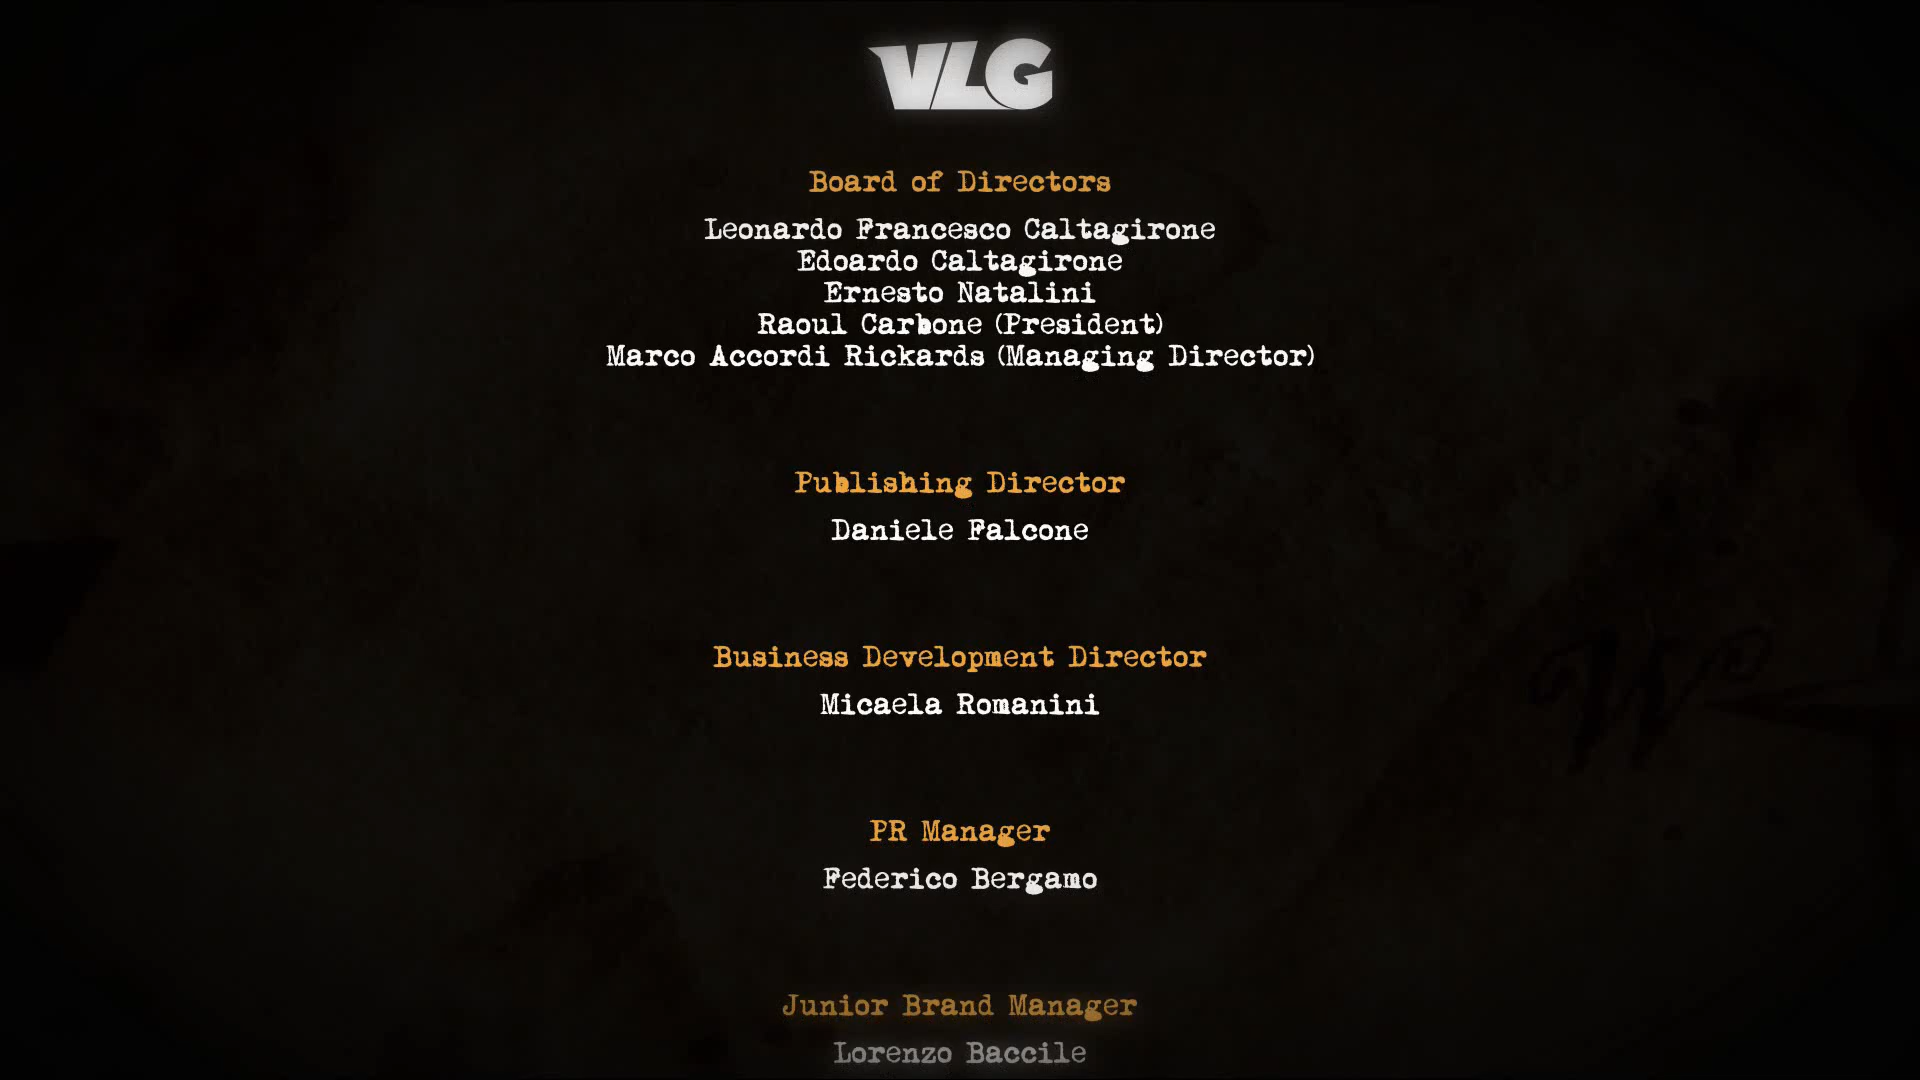 VLG
Board of Directors
Leonardo Francesco Caltagirone
Edoardo Caltagirone
Ernesto Natalini
Raoul Carbone (President)
Marco Accordi Rickards (Managing Director)
Publishing Director
Daniele Falcone
Business Development Director
Micaela Romanini
PR Manager
Federico Bergamo
Junior Brand Manager
Lorenzo Baccile